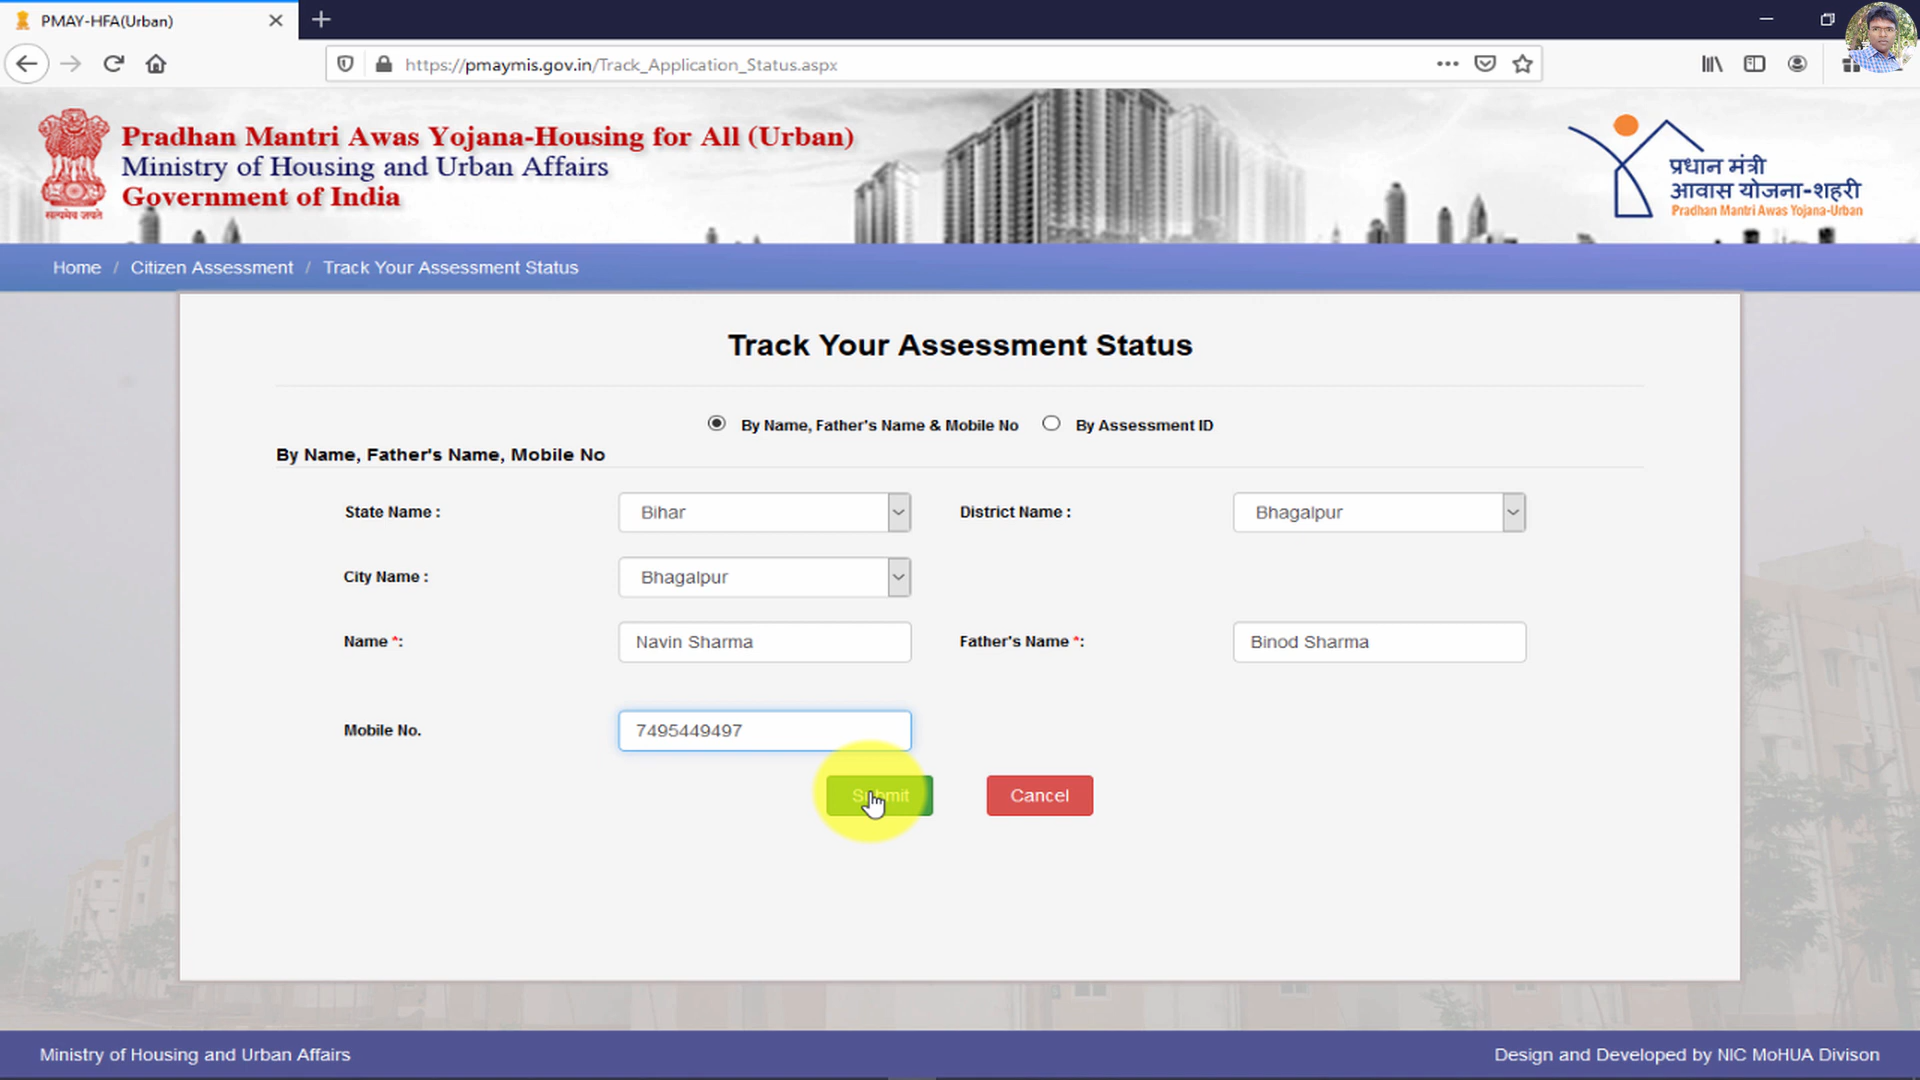 PMAY-HFA(Urban)
https://pmaymis.gov.in/Track_Application_Status.aspx
Pradhan Mantri Awas Yojana-Housing for All (Urban)
Ministry of Housing and Urban Affairs
Government of India
सत्यमेव जयते
प्रधान मंत्री
आवास योजना-शहरी
Pradhan Mantri Awas Yojana-Urban
Home / Citizen Assessment / Track Your Assessment Status
Track Your Assessment Status
By Name, Father's Name & Mobile No By Assessment ID
By Name, Father's Name, Mobile No
State Name : Bihar District Name : Bhagalpur
City Name : Bhagalpur
Name *: Navin Sharma Father's Name *: Binod Sharma
Mobile No. 7495449497
Submit Cancel
Ministry of Housing and Urban Affairs Design and Developed by NIC MoHUA Divison